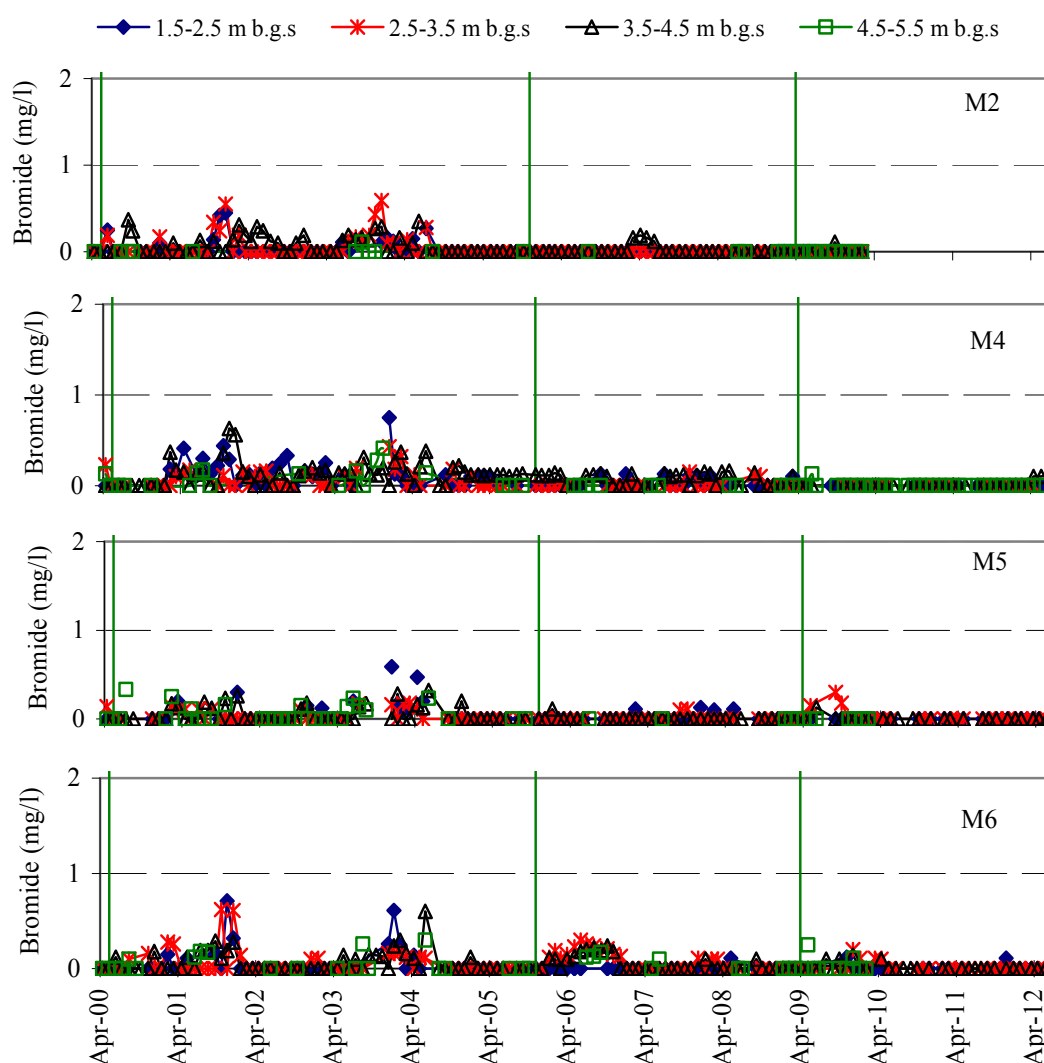 1.5-2.5 m b.g.s 2.5-3.5 m b.g.s 3.5-4.5 m b.g.s 4.5-5.5 m b.g.s
2
M2
Bromide (mg/l)
1
0
2
M4
Bromide (mg/l)
1
0
2
M5
Bromide (mg/l)
1
0
2
M6
Bromide (mg/l)
1
0
Apr-00 Apr-01 Apr-02 Apr-03 Apr-04 Apr-05 Apr-06 Apr-07 Apr-08 Apr-09 Apr-10 Apr-11 Apr-12